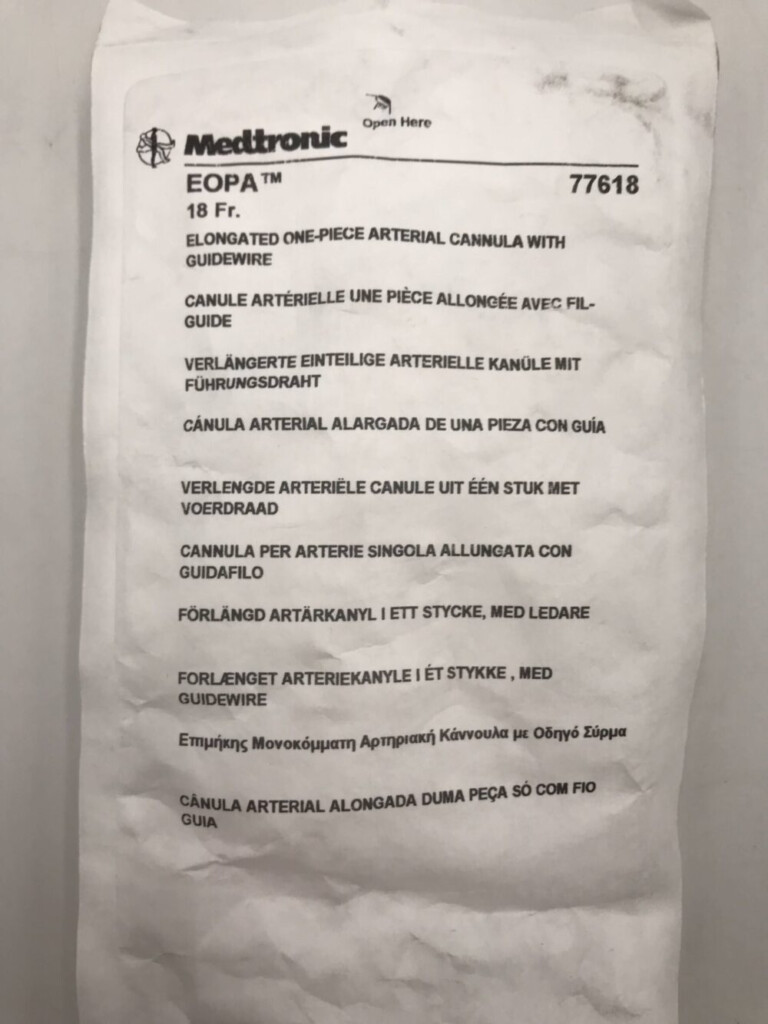 Open Here
Medtronic
EOPA™ 77618
18 Fr.
ELONGATED ONE-PIECE ARTERIAL CANNULA WITH
GUIDEWIRE
CANULE ARTÉRIELLE UNE PIÈCE ALLONGÉE AVEC FIL-
GUIDE
VERLÄNGERTE EINTEILIGE ARTERIELLE KANÜLE MIT
FÜHRUNGSDRAHT
CÁNULA ARTERIAL ALARGADA DE UNA PIEZA CON GUÍA
VERLENGDE ARTERIËLE CANULE UIT ÉÉN STUK MET
VOERDRAAD
CANNULA PER ARTERIE SINGOLA ALLUNGATA CON
GUIDAFILO
FÖRLÄNGD ARTÄRKANYL I ETT STYCKE, MED LEDARE
FORLÆNGET ARTERIEKANYLE I ÉT STYKKE , MED
GUIDEWIRE
Επιμήκης Μονοκόμματη Αρτηριακή Κάννουλα με Οδηγό Σύρμα
CÂNULA ARTERIAL ALONGADA DUMA PEÇA SÓ COM FIO
GUIA